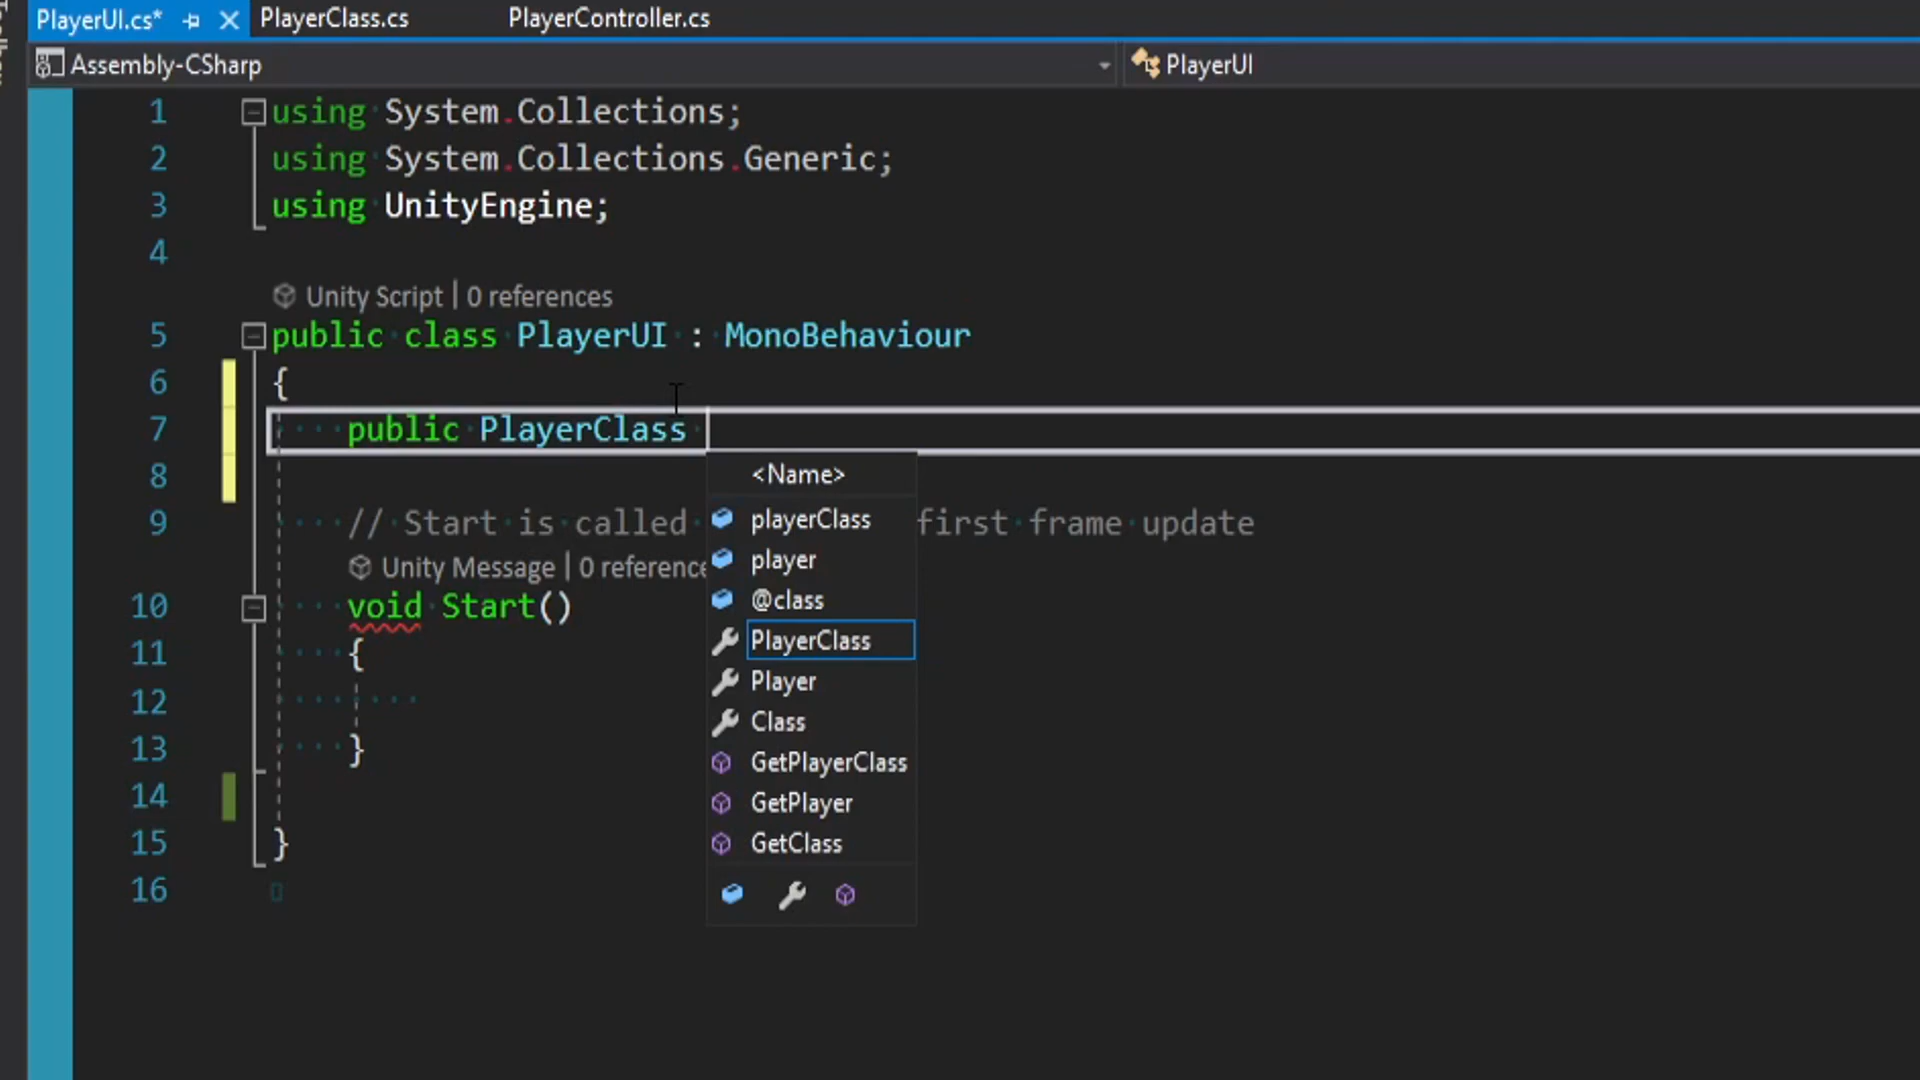 PlayerUI.cs*
PlayerClass.cs
PlayerController.cs
Assembly-CSharp
PlayerUI
1 using System.Collections;
2 using System.Collections.Generic;
3 using UnityEngine;
4
Unity Script | 0 references
5 public class PlayerUI : MonoBehaviour
6 {
7 public PlayerClass
8
9 // Start is called first frame update
Unity Message | 0 reference
10 void Start()
11 {
12
13 }
14
15 }
16
<Name>
playerClass
player
@class
PlayerClass
Player
Class
GetPlayerClass
GetPlayer
GetClass